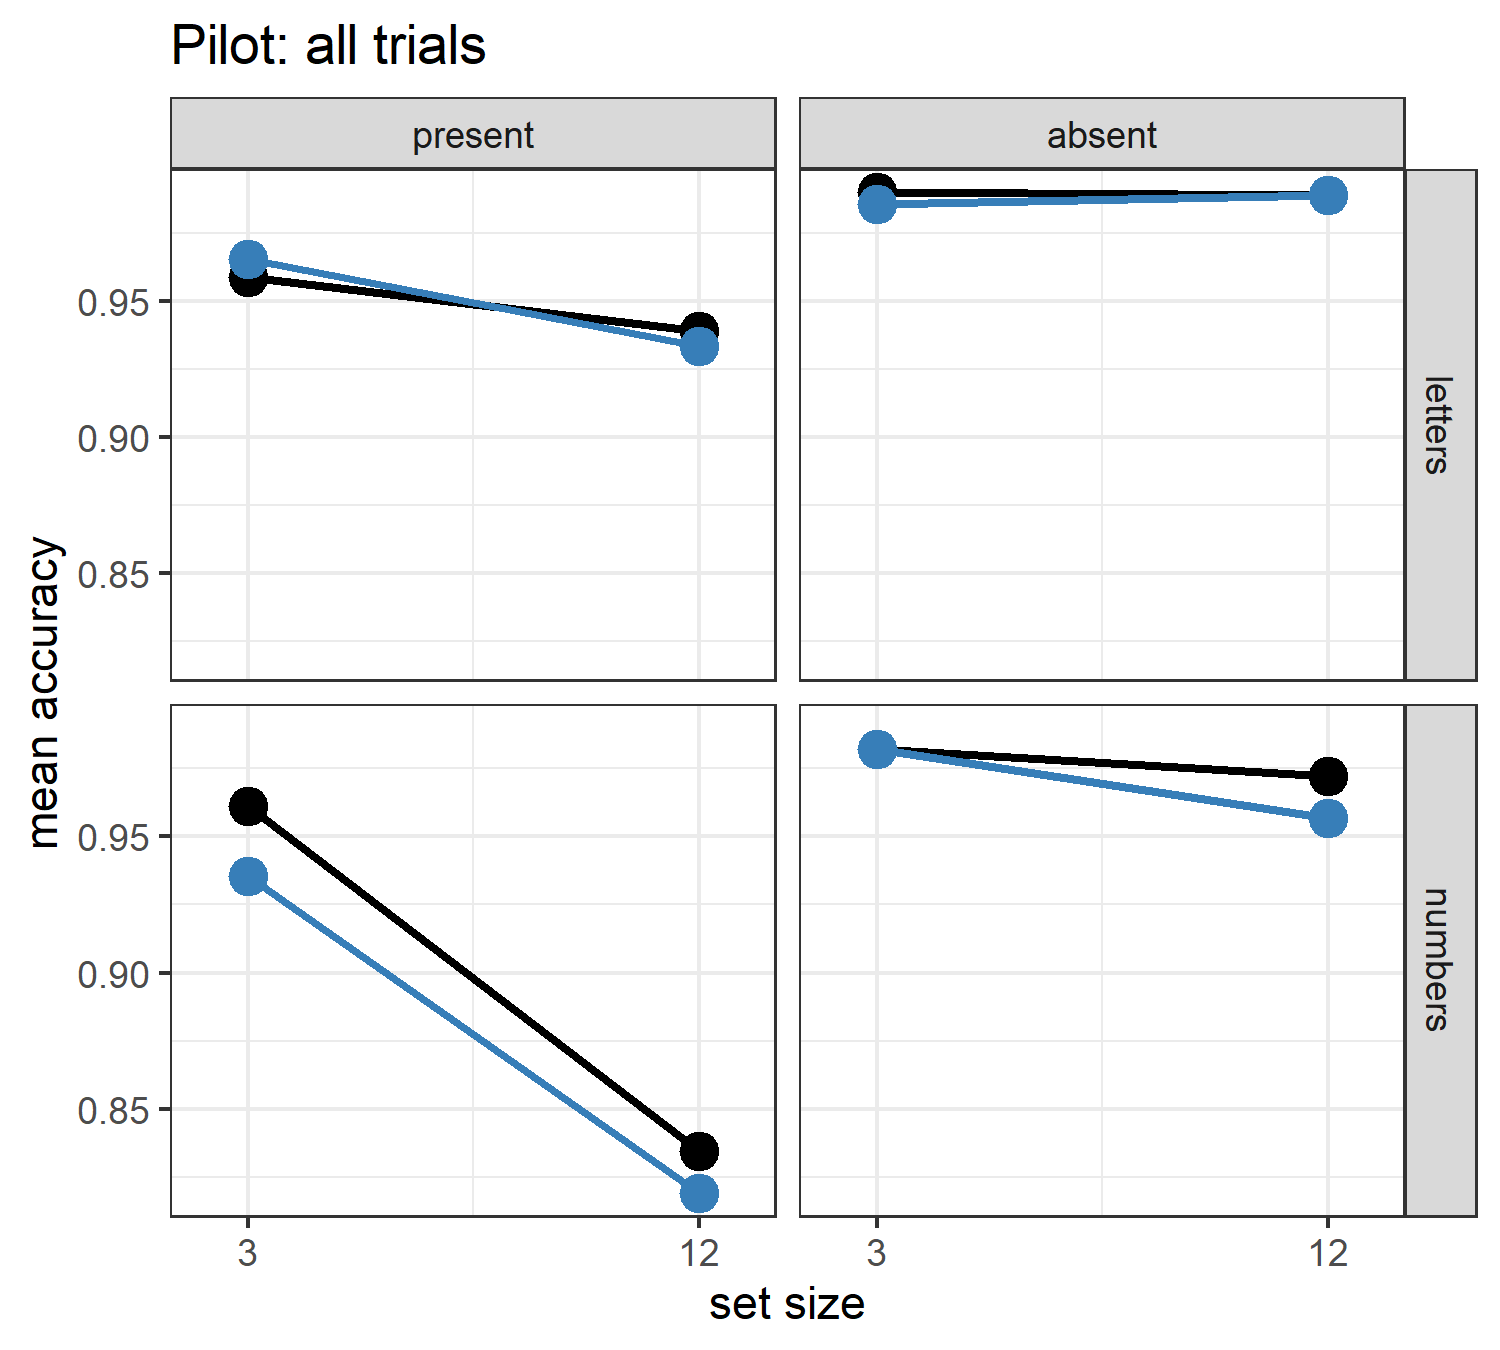 Pilot: all trials
present
absent
letters
0.95
0.90
0.85
mean accuracy
numbers
0.95
0.90
0.85
3
12
3
12
set size